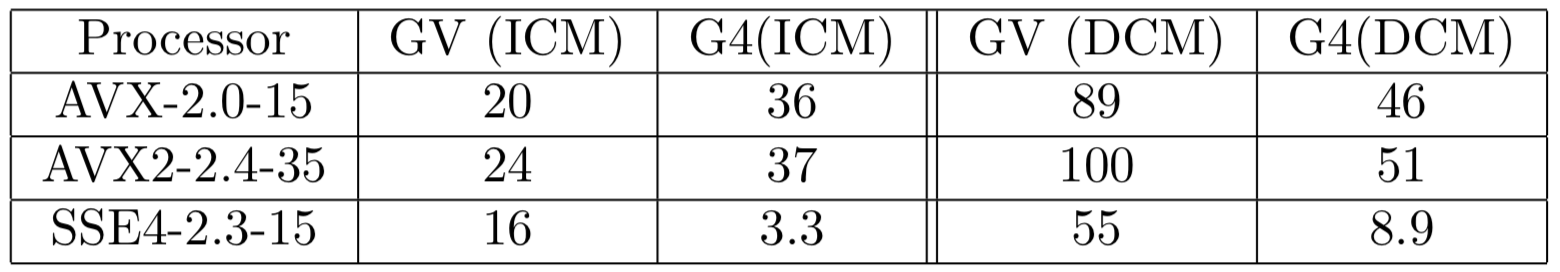 Processor GV (ICM) G4(ICM) GV (DCM) G4(DCM)
AVX-2.0-15 20 36 89 46
AVX2-2.4-35 24 37 100 51
SSE4-2.3-15 16 3.3 55 8.9